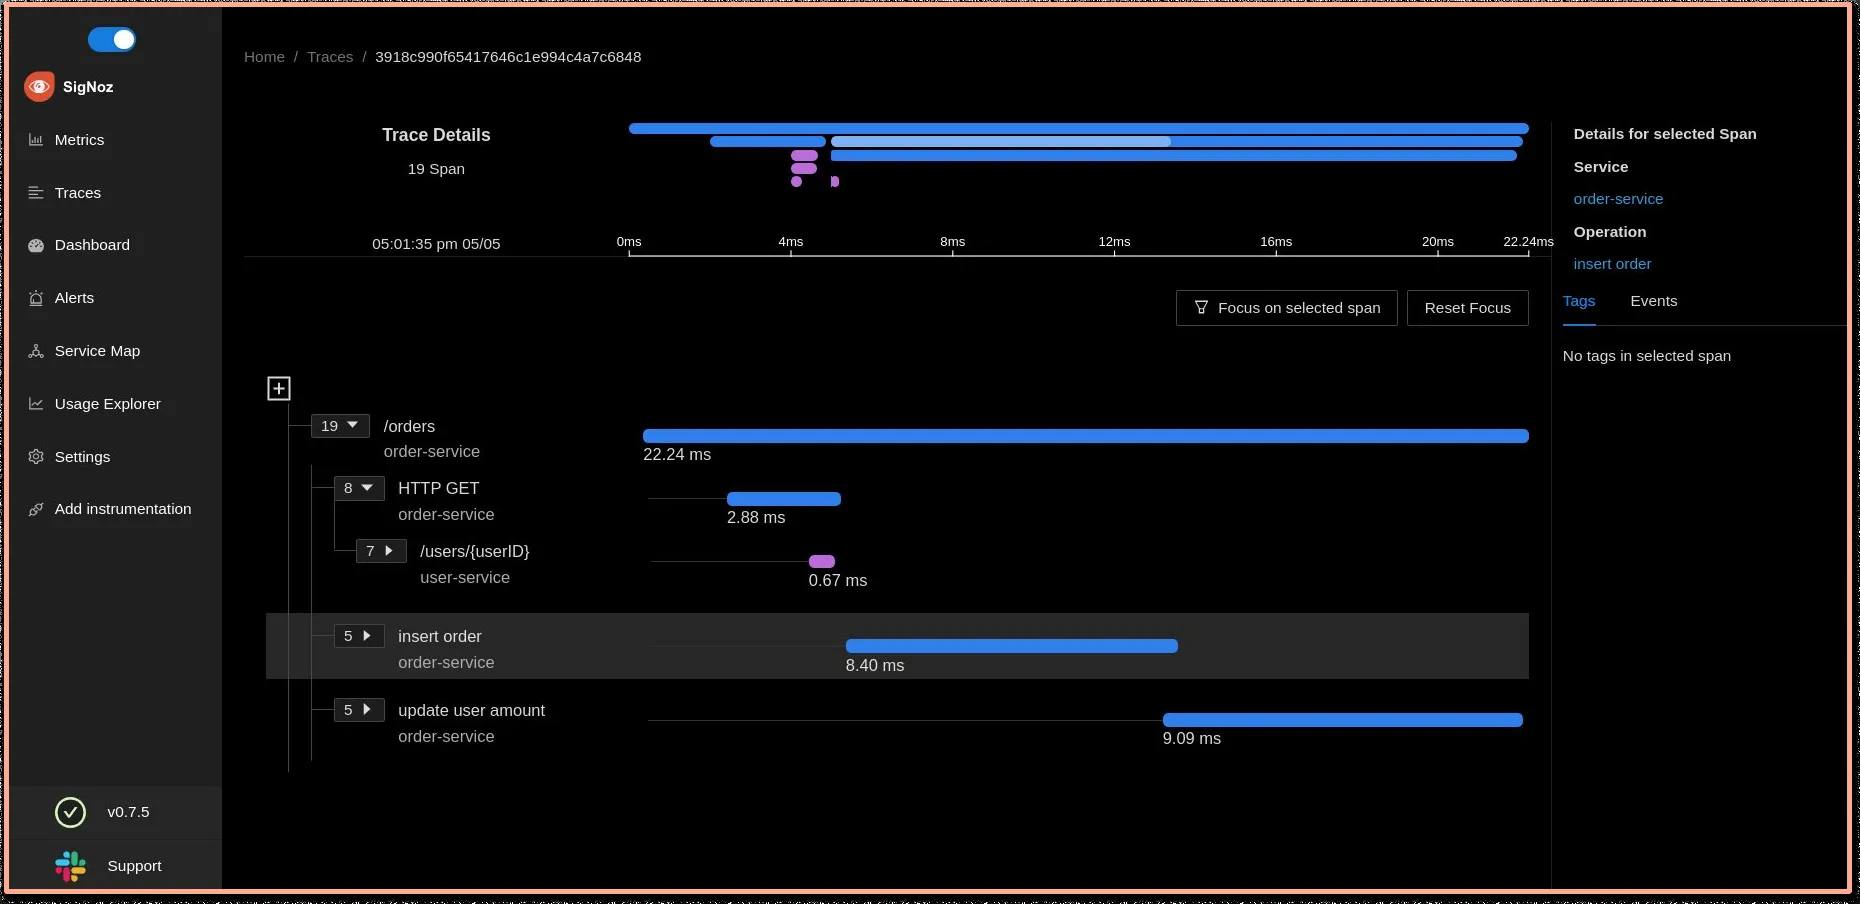 SigNoz
Metrics
Traces
Dashboard
Alerts
Service Map
Usage Explorer
Settings
Add instrumentation
v0.7.5
Support
Home / Traces / 3918c990f65417646c1e994c4a7c6848
Trace Details
19 Span
05:01:35 pm 05/05
0ms 4ms 8ms 12ms 16ms 20ms 22.24ms
Focus on selected span Reset Focus
19 /orders
order-service
22.24 ms
8 HTTP GET
order-service
2.88 ms
7 /users/{userID}
user-service
0.67 ms
5 insert order
order-service
8.40 ms
5 update user amount
order-service
9.09 ms
Details for selected Span
Service
order-service
Operation
insert order
Tags Events
No tags in selected span